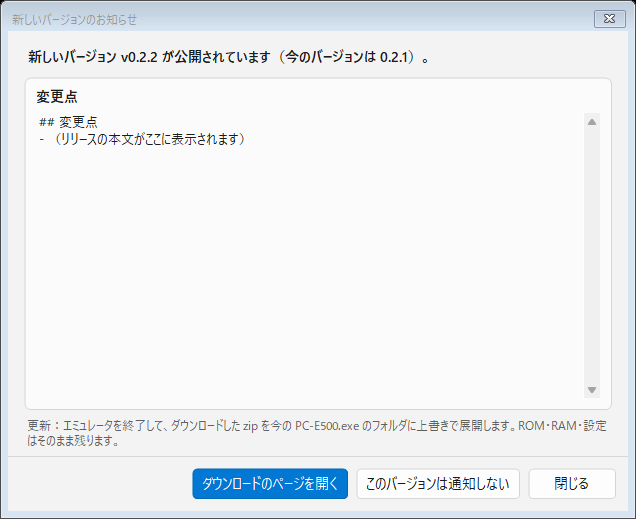 新しいバージョンのお知らせ
新しいバージョン v0.2.2 が公開されています（今のバージョンは 0.2.1）。
変更点
## 変更点
- （リリースの本文がここに表示されます）
更新：エミュレータを終了して、ダウンロードした zip を今の PC-E500.exe のフォルダに上書きで展開します。ROM・RAM・設定
はそのまま残ります。
ダウンロードのページを開く
このバージョンは通知しない
閉じる